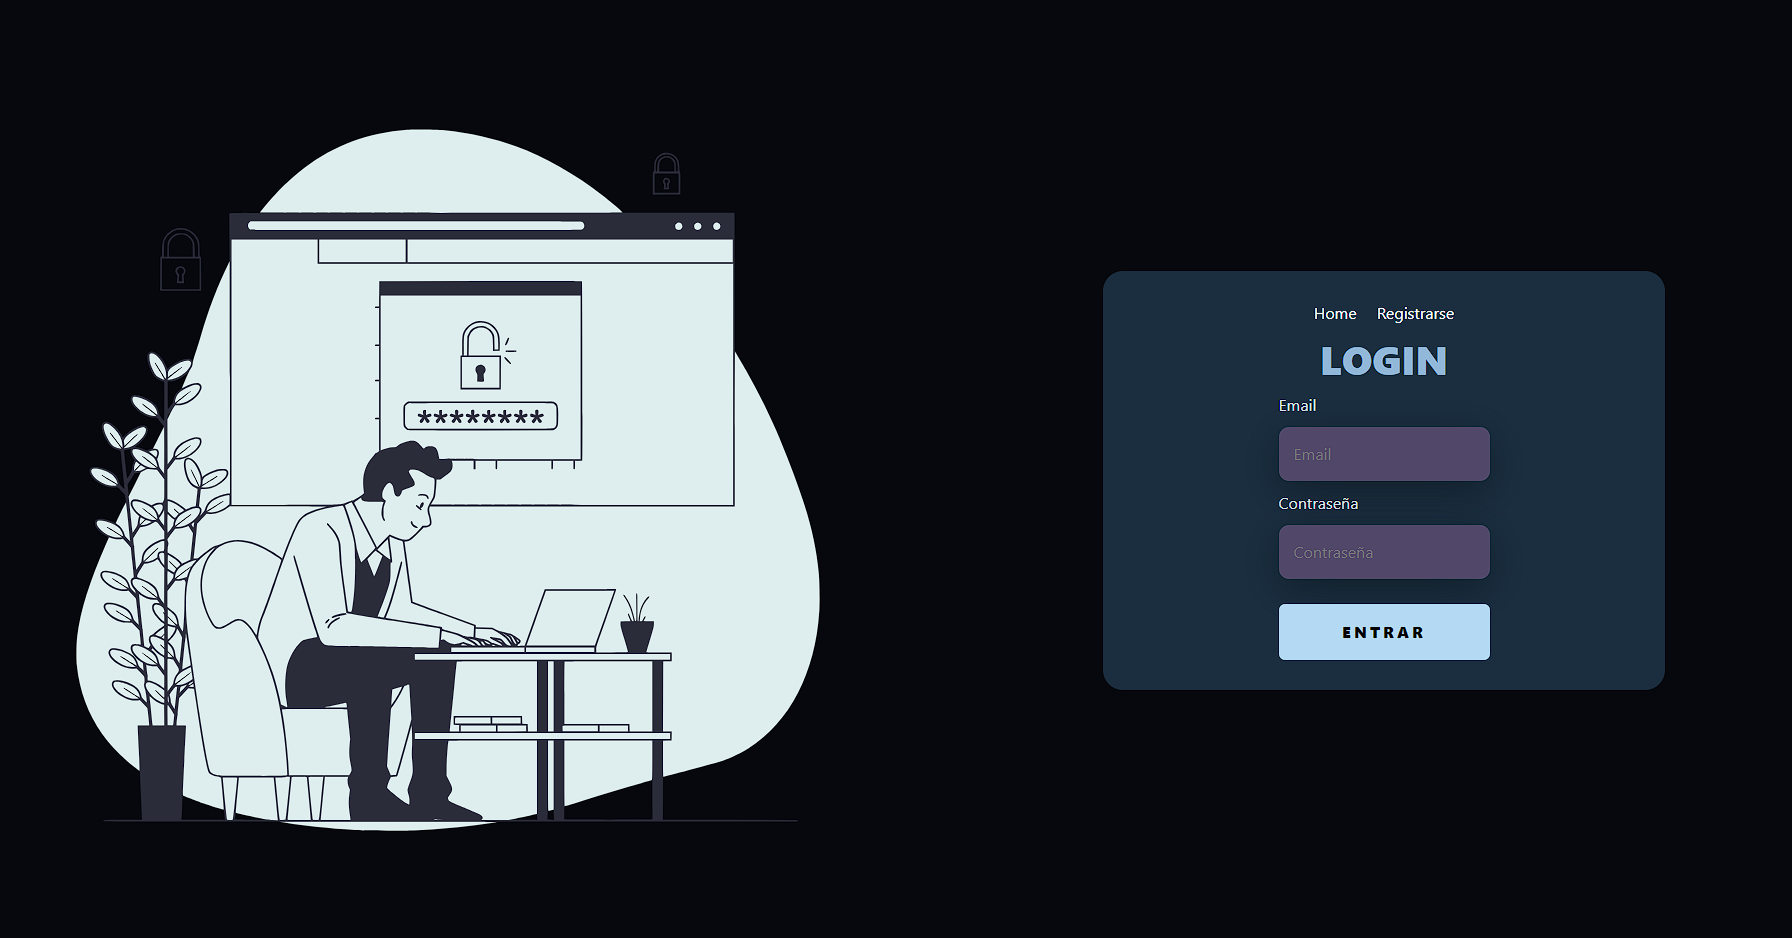 ********
Home Registrarse
LOGIN
Email
Email
Contraseña
Contraseña
ENTRAR